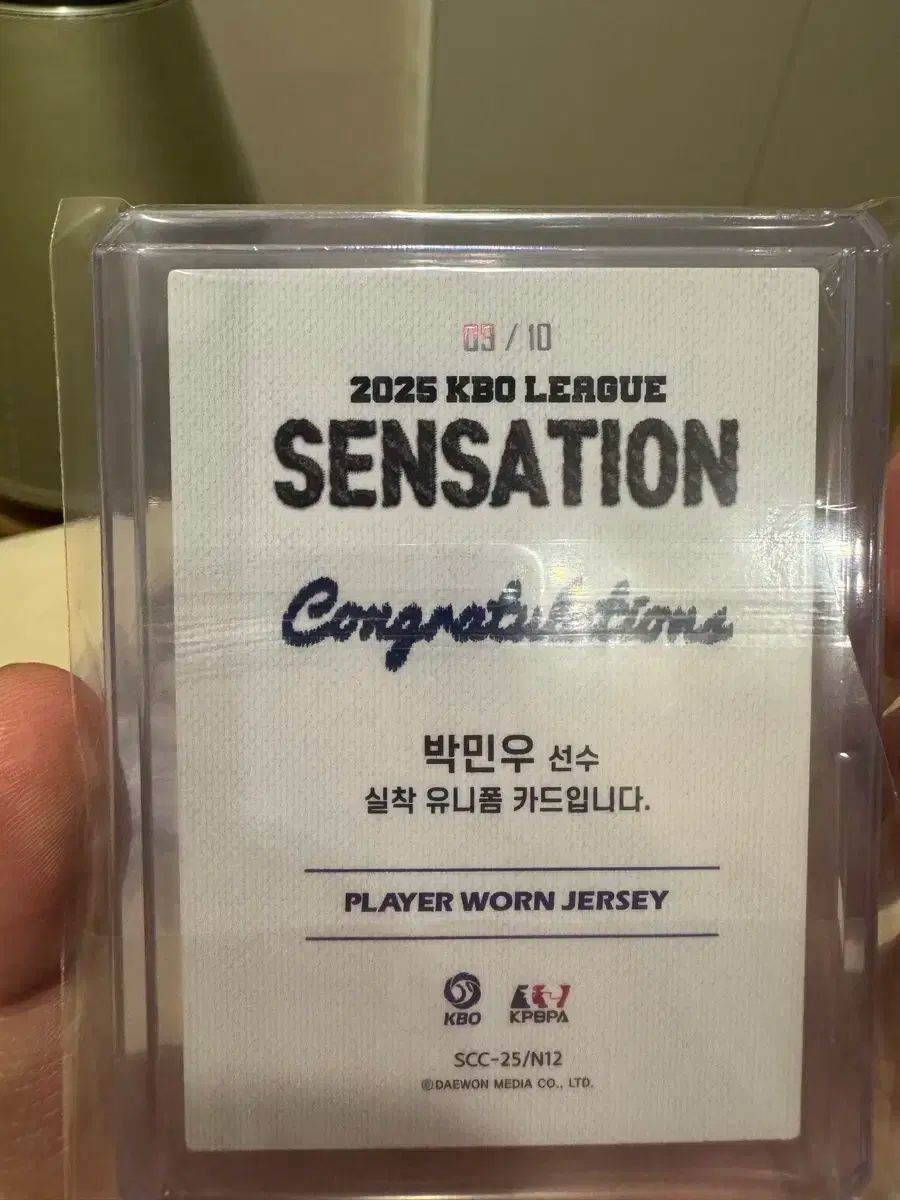 09 / 10
2025 KBO LEAGUE
SENSATION
Congratulations
박민우 선수
실착 유니폼 카드입니다.
PLAYER WORN JERSEY
KBO KPBPA
SCC-25/N12
©DAEWON MEDIA CO., LTD.